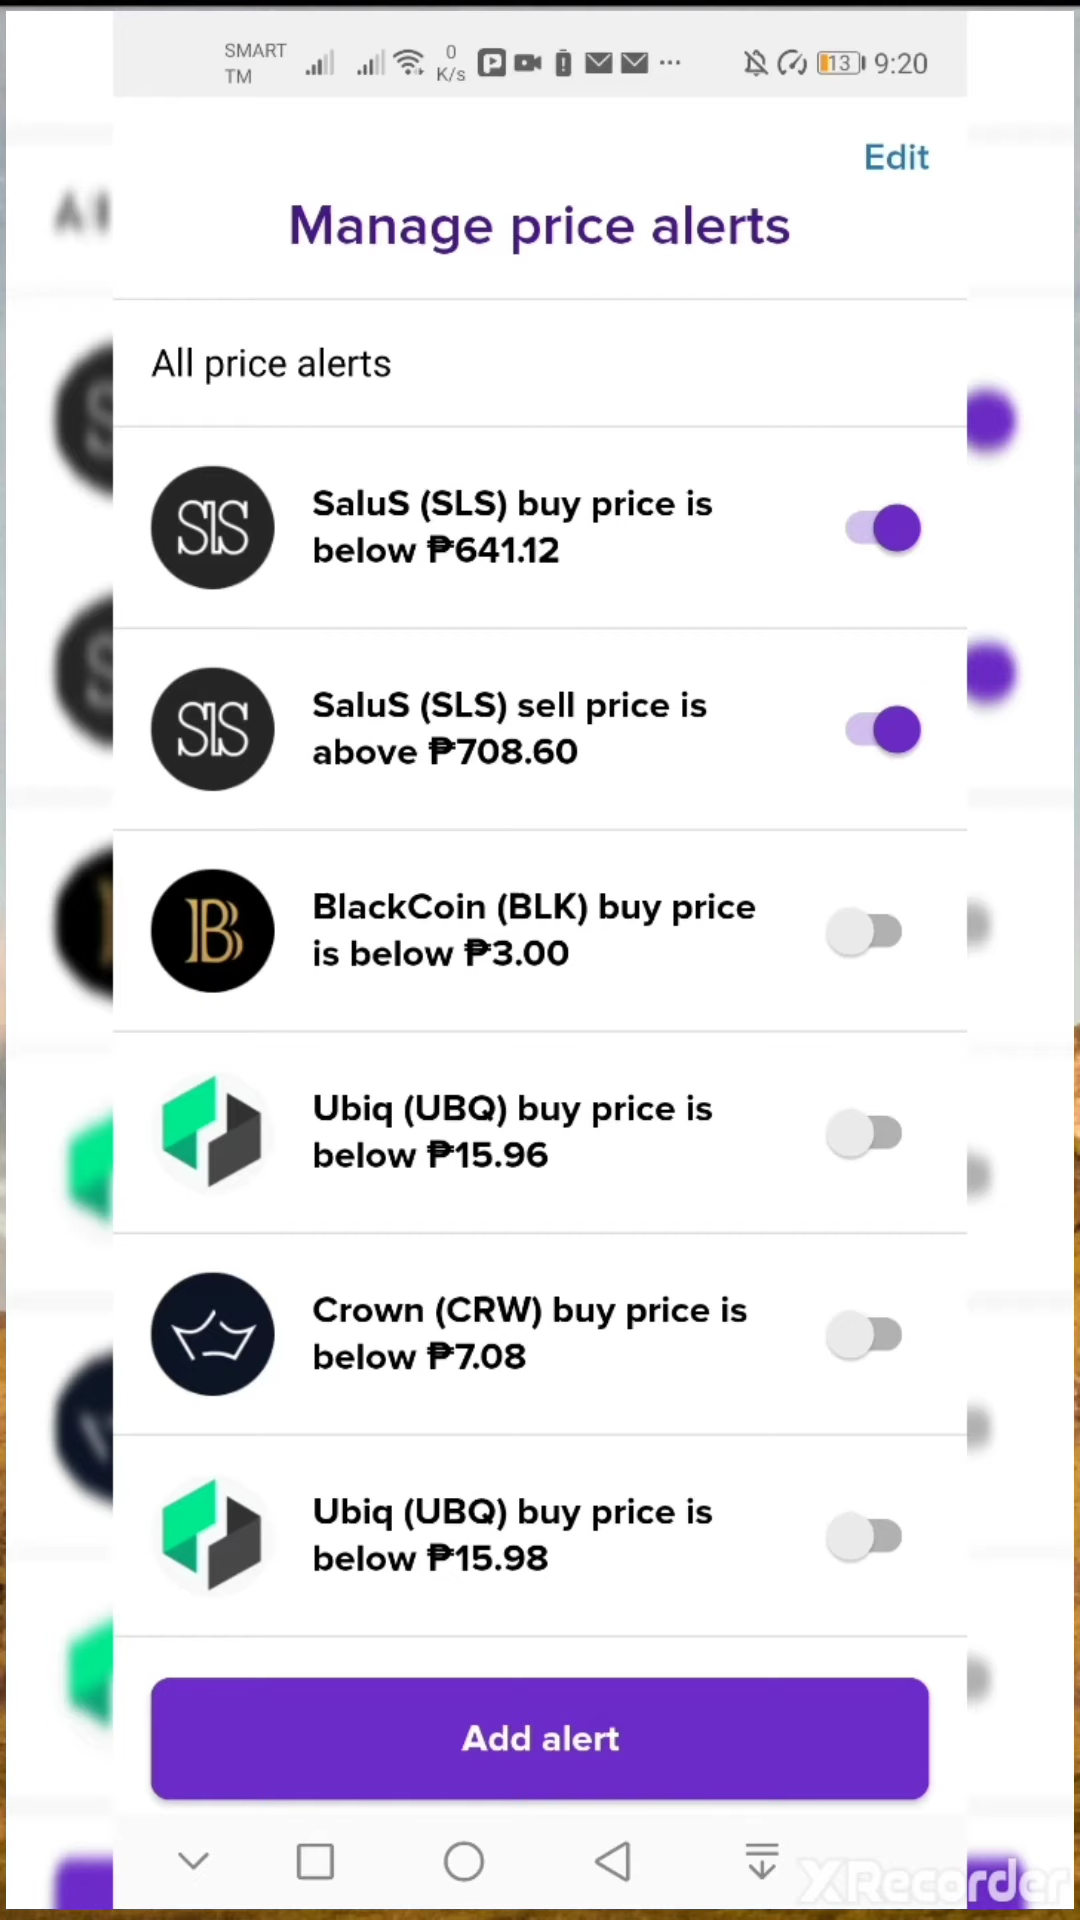 SMART
TM
0
K/s
P
13
9:20
Edit
Manage price alerts
All price alerts
SLS
SaluS (SLS) buy price is
below ₱641.12
SLS
SaluS (SLS) sell price is
above ₱708.60
B
BlackCoin (BLK) buy price
is below ₱3.00
Ubiq (UBQ) buy price is
below ₱15.96
Crown (CRW) buy price is
below ₱7.08
Ubiq (UBQ) buy price is
below ₱15.98
Add alert
XRecorder